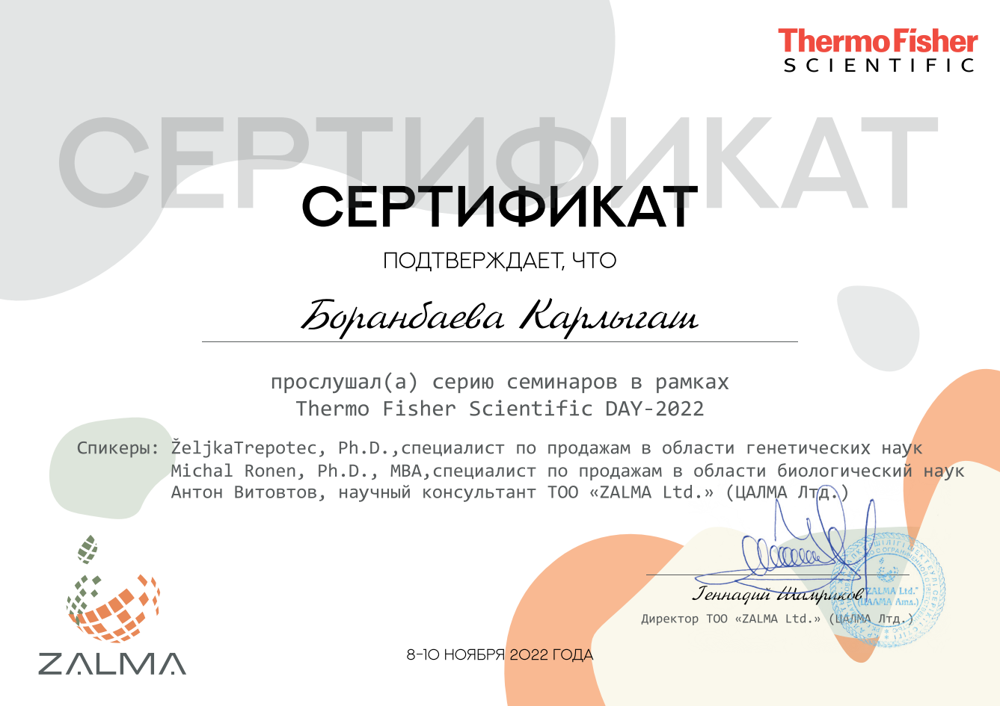 ThermoFisher
SCIENTIFIC
СЕРТИФИКАТ
СЕРТИФИКАТ
ПОДТВЕРЖДАЕТ, ЧТО
Боранбаева Карлыгаш
прослушал(а) серию семинаров в рамках
Thermo Fisher Scientific DAY-2022
Спикеры: ŽeljkaTrepotec, Ph.D.,специалист по продажам в области генетических наук
Michal Ronen, Ph.D., MBA,специалист по продажам в области биологический наук
Антон Витовтов, научный консультант ТОО «ZALMA Ltd.» (ЦАЛМА Лтд.)
Геннадий Шамриков
"ZALMA Ltd."
Директор ТОО «ZALMA Ltd.» (ЦАЛМА Лтд.)
ZALMA
8-10 НОЯБРЯ 2022 ГОДА